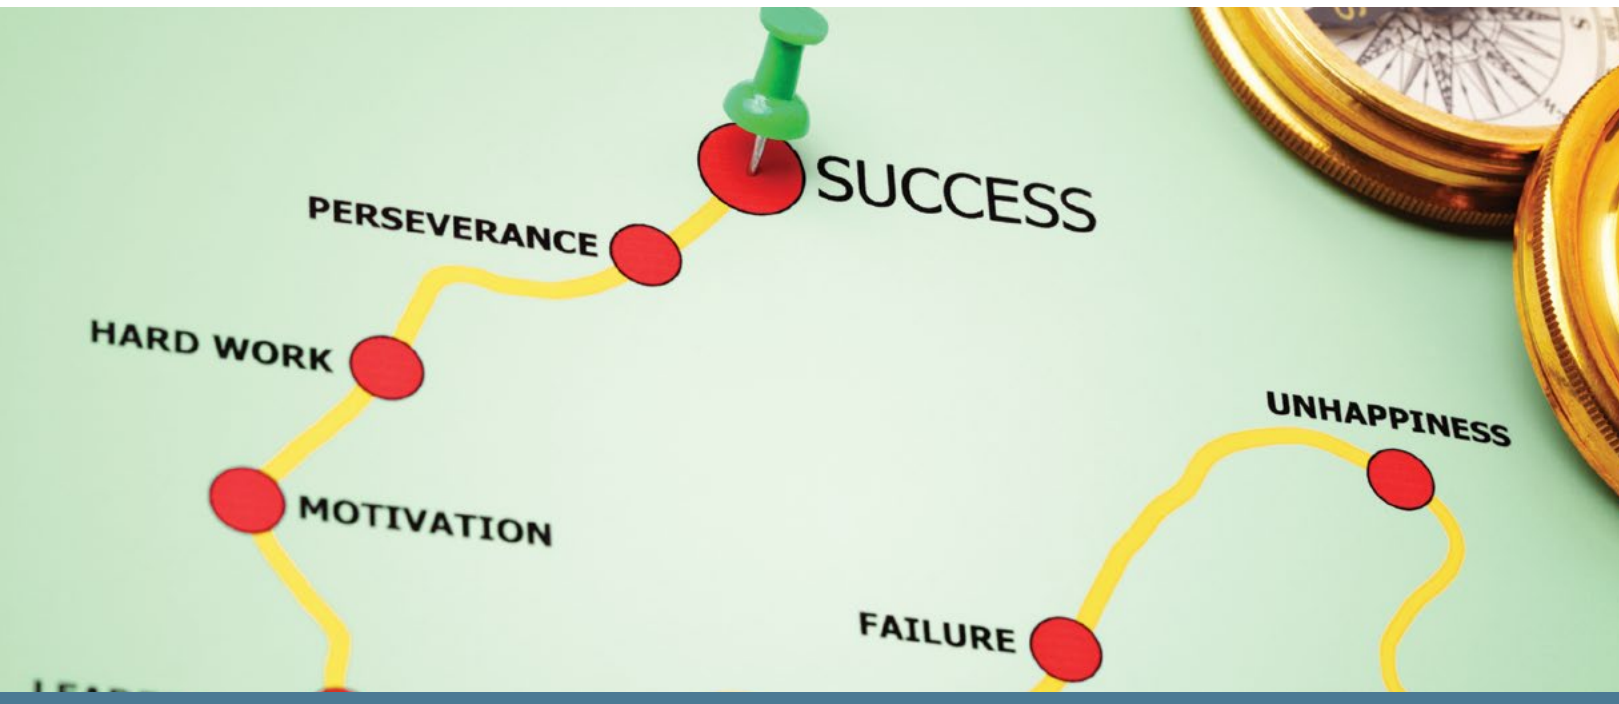 SUCCESS
PERSEVERANCE
HARD WORK
UNHAPPINESS
MOTIVATION
FAILURE